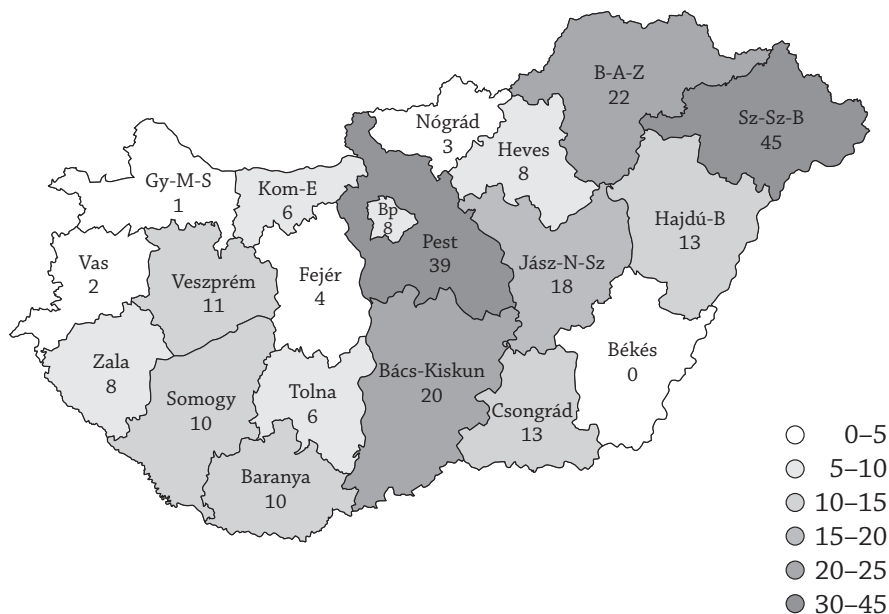 B-A-Z
22
Nógrád
3
Sz-Sz-B
45
Heves
8
Gy-M-S
1
Kom-E
6
Bp
8
Hajdú-B
13
Pest
39
Vas
2
Veszprém
11
Fejér
4
Jász-N-Sz
18
Békés
0
Zala
8
Bács-Kiskun
20
Tolna
6
Somogy
10
Csongrád
13
Baranya
10
0–5
5–10
10–15
15–20
20–25
30–45